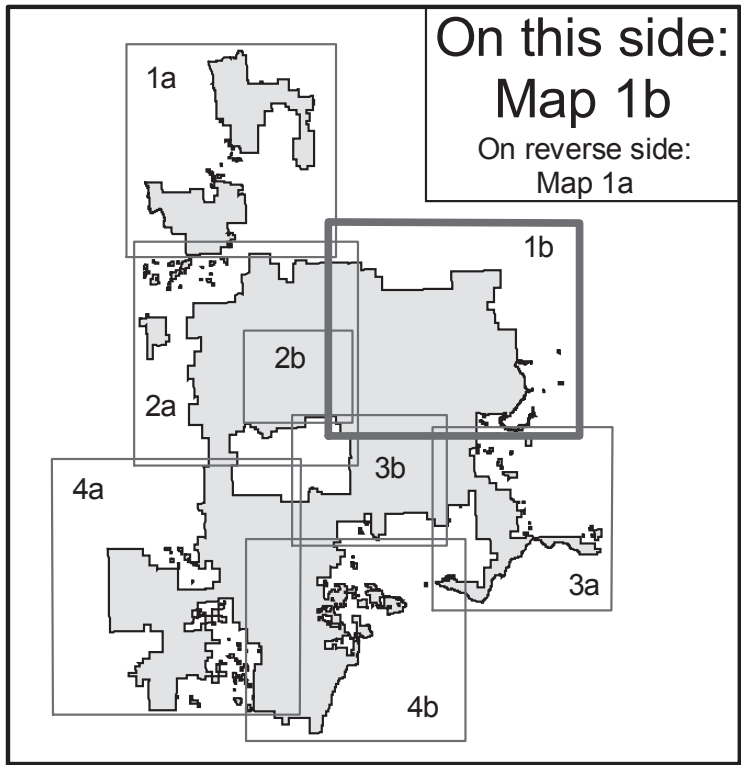 On this side:
Map 1b
On reverse side:
Map 1a
1a
1b
2b
2a
3b
4a
3a
4b